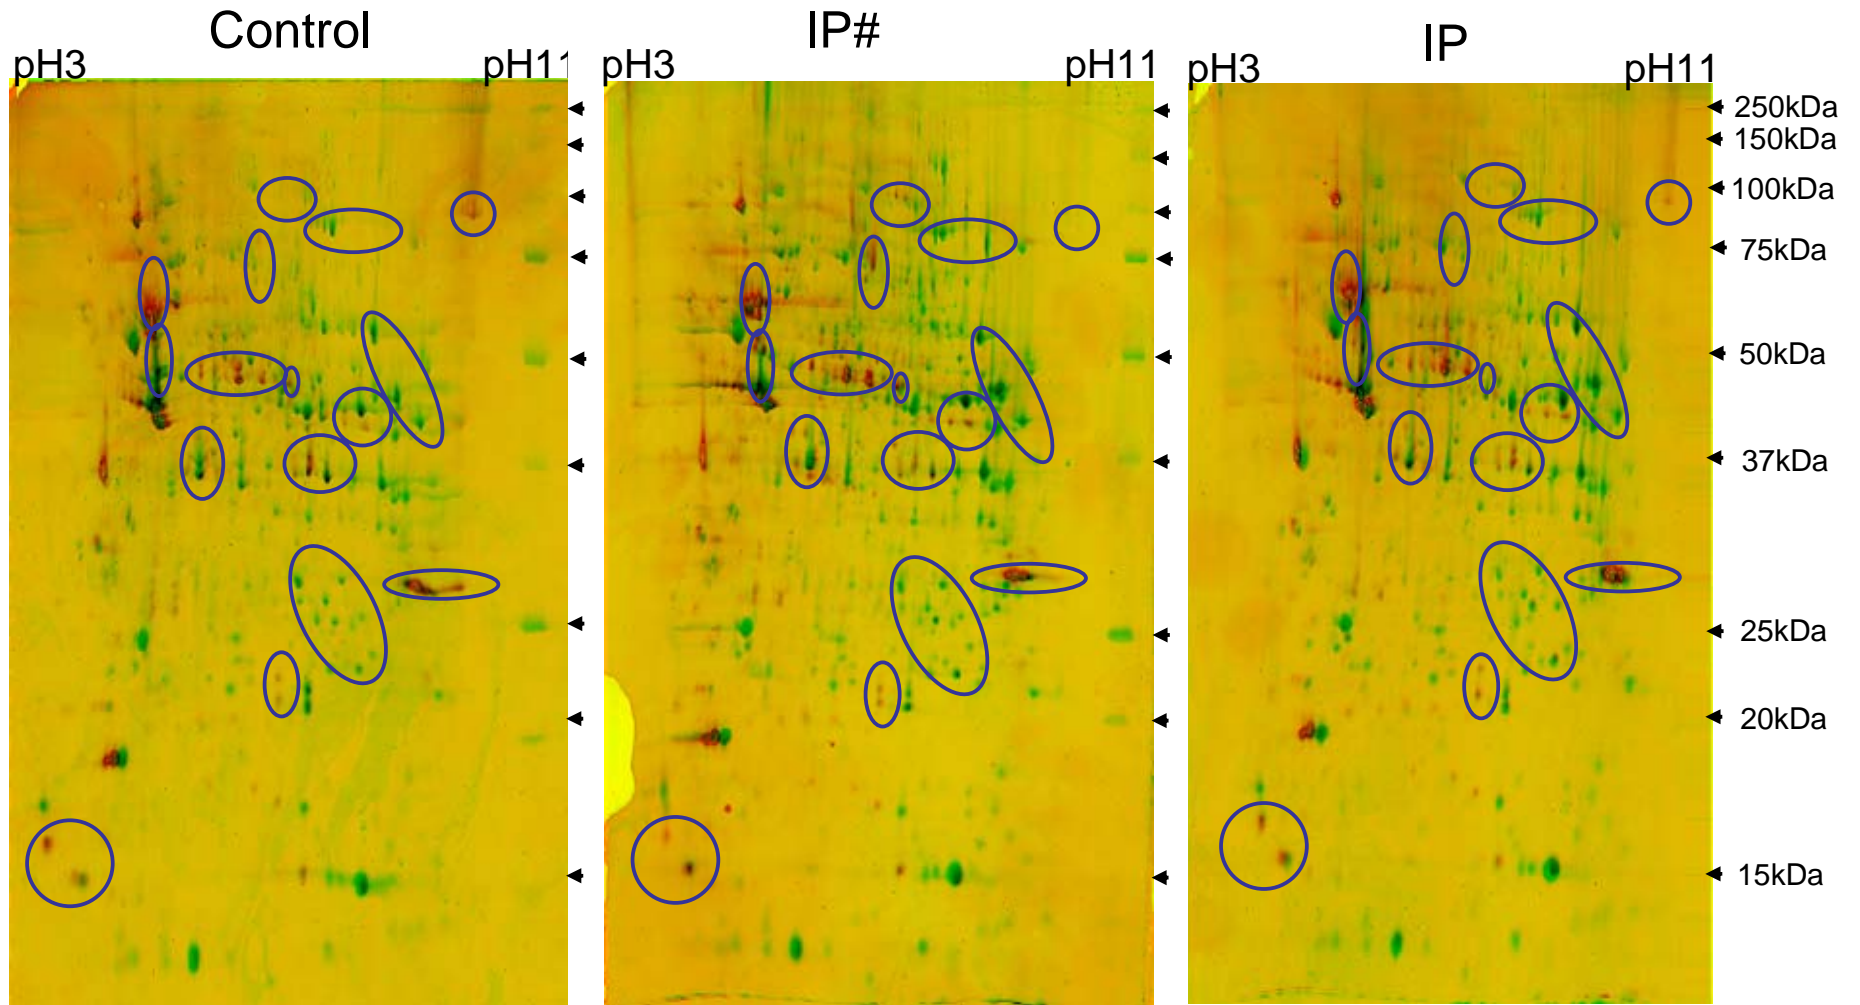 Control
IP#
IP
pH3
pH11
pH3
pH11
pH3
pH11
250kDa
150kDa
100kDa
75kDa
50kDa
37kDa
25kDa
20kDa
15kDa